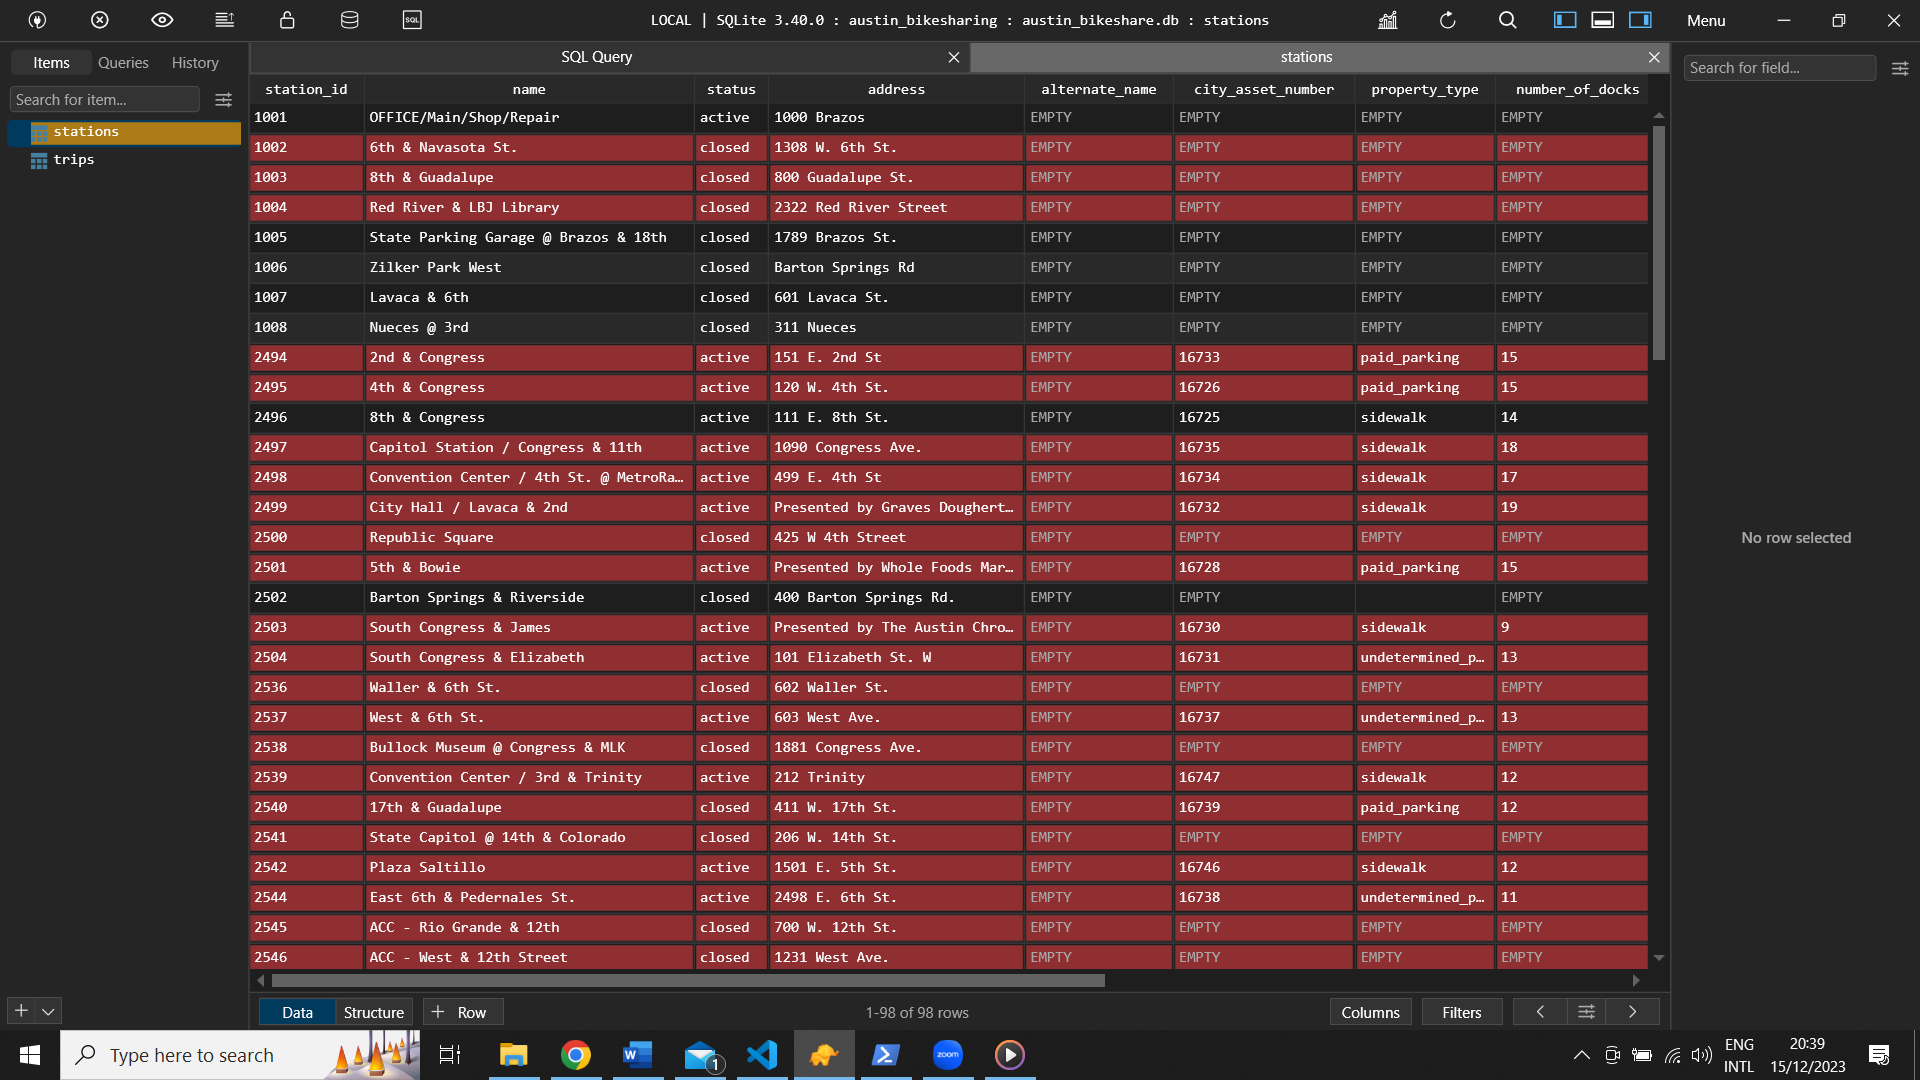 SQL
LOCAL | SQLite 3.40.0 : austin_bikesharing : austin_bikeshare.db : stations
Menu
Items Queries History
SQL Query
stations
Search for field...
Search for item...
stations
trips
station_id name status address alternate_name city_asset_number property_type number_of_docks
1001 OFFICE/Main/Shop/Repair active 1000 Brazos EMPTY EMPTY EMPTY EMPTY
1002 6th & Navasota St. closed 1308 W. 6th St. EMPTY EMPTY EMPTY EMPTY
1003 8th & Guadalupe closed 800 Guadalupe St. EMPTY EMPTY EMPTY EMPTY
1004 Red River & LBJ Library closed 2322 Red River Street EMPTY EMPTY EMPTY EMPTY
1005 State Parking Garage @ Brazos & 18th closed 1789 Brazos St. EMPTY EMPTY EMPTY EMPTY
1006 Zilker Park West closed Barton Springs Rd EMPTY EMPTY EMPTY EMPTY
1007 Lavaca & 6th closed 601 Lavaca St. EMPTY EMPTY EMPTY EMPTY
1008 Nueces @ 3rd closed 311 Nueces EMPTY EMPTY EMPTY EMPTY
2494 2nd & Congress active 151 E. 2nd St EMPTY 16733 paid_parking 15
2495 4th & Congress active 120 W. 4th St. EMPTY 16726 paid_parking 15
2496 8th & Congress active 111 E. 8th St. EMPTY 16725 sidewalk 14
2497 Capitol Station / Congress & 11th active 1090 Congress Ave. EMPTY 16735 sidewalk 18
2498 Convention Center / 4th St. @ MetroRa… active 499 E. 4th St EMPTY 16734 sidewalk 17
2499 City Hall / Lavaca & 2nd active Presented by Graves Doughert… EMPTY 16732 sidewalk 19
2500 Republic Square closed 425 W 4th Street EMPTY EMPTY EMPTY EMPTY
2501 5th & Bowie active Presented by Whole Foods Mar… EMPTY 16728 paid_parking 15
2502 Barton Springs & Riverside closed 400 Barton Springs Rd. EMPTY EMPTY EMPTY
2503 South Congress & James active Presented by The Austin Chro… EMPTY 16730 sidewalk 9
2504 South Congress & Elizabeth active 101 Elizabeth St. W EMPTY 16731 undetermined_p… 13
2536 Waller & 6th St. closed 602 Waller St. EMPTY EMPTY EMPTY EMPTY
2537 West & 6th St. active 603 West Ave. EMPTY 16737 undetermined_p… 13
2538 Bullock Museum @ Congress & MLK closed 1881 Congress Ave. EMPTY EMPTY EMPTY EMPTY
2539 Convention Center / 3rd & Trinity active 212 Trinity EMPTY 16747 sidewalk 12
2540 17th & Guadalupe closed 411 W. 17th St. EMPTY 16739 paid_parking 12
2541 State Capitol @ 14th & Colorado closed 206 W. 14th St. EMPTY EMPTY EMPTY EMPTY
2542 Plaza Saltillo active 1501 E. 5th St. EMPTY 16746 sidewalk 12
2544 East 6th & Pedernales St. active 2498 E. 6th St. EMPTY 16738 undetermined_p… 11
2545 ACC - Rio Grande & 12th closed 700 W. 12th St. EMPTY EMPTY EMPTY EMPTY
2546 ACC - West & 12th Street closed 1231 West Ave. EMPTY EMPTY EMPTY EMPTY
No row selected
Data Structure + Row
1-98 of 98 rows
Columns Filters
Type here to search
1
zoom
ENG
INTL
20:39
15/12/2023